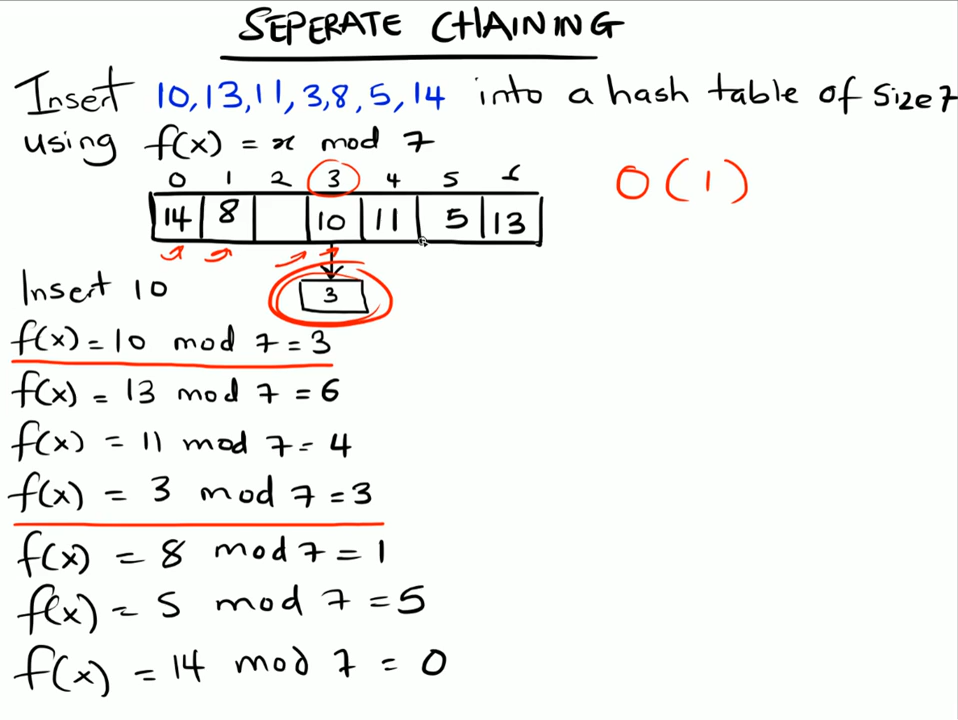 SEPERATE CHAINING
Insert 10,13,11,3,8,5,14 into a hash table of size 7
using f(x) = x mod 7
0 1 2 3 4 5 6
O(1)
14 8 10 11 5 13
3
Insert 10
f(x) = 10 mod 7 = 3
f(x) = 13 mod 7 = 6
f(x) = 11 mod 7 = 4
f(x) = 3 mod 7 = 3
f(x) = 8 mod 7 = 1
f(x) = 5 mod 7 = 5
f(x) = 14 mod 7 = 0